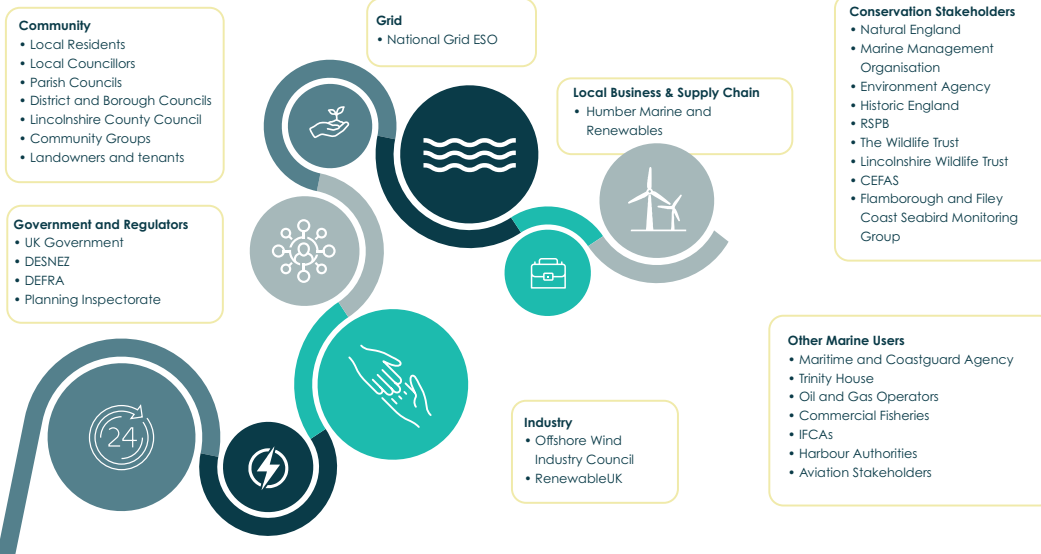 Community
• Local Residents
• Local Councillors
• Parish Councils
• District and Borough Councils
• Lincolnshire County Council
• Community Groups
• Landowners and tenants
Grid
• National Grid ESO
Local Business & Supply Chain
• Humber Marine and
Renewables
Conservation Stakeholders
• Natural England
• Marine Management
Organisation
• Environment Agency
• Historic England
• RSPB
• The Wildlife Trust
• Lincolnshire Wildlife Trust
• CEFAS
• Flamborough and Filey
Coast Seabird Monitoring
Group
Government and Regulators
• UK Government
• DESNEZ
• DEFRA
• Planning Inspectorate
24
Industry
• Offshore Wind
Industry Council
• RenewableUK
Other Marine Users
• Maritime and Coastguard Agency
• Trinity House
• Oil and Gas Operators
• Commercial Fisheries
• IFCAs
• Harbour Authorities
• Aviation Stakeholders